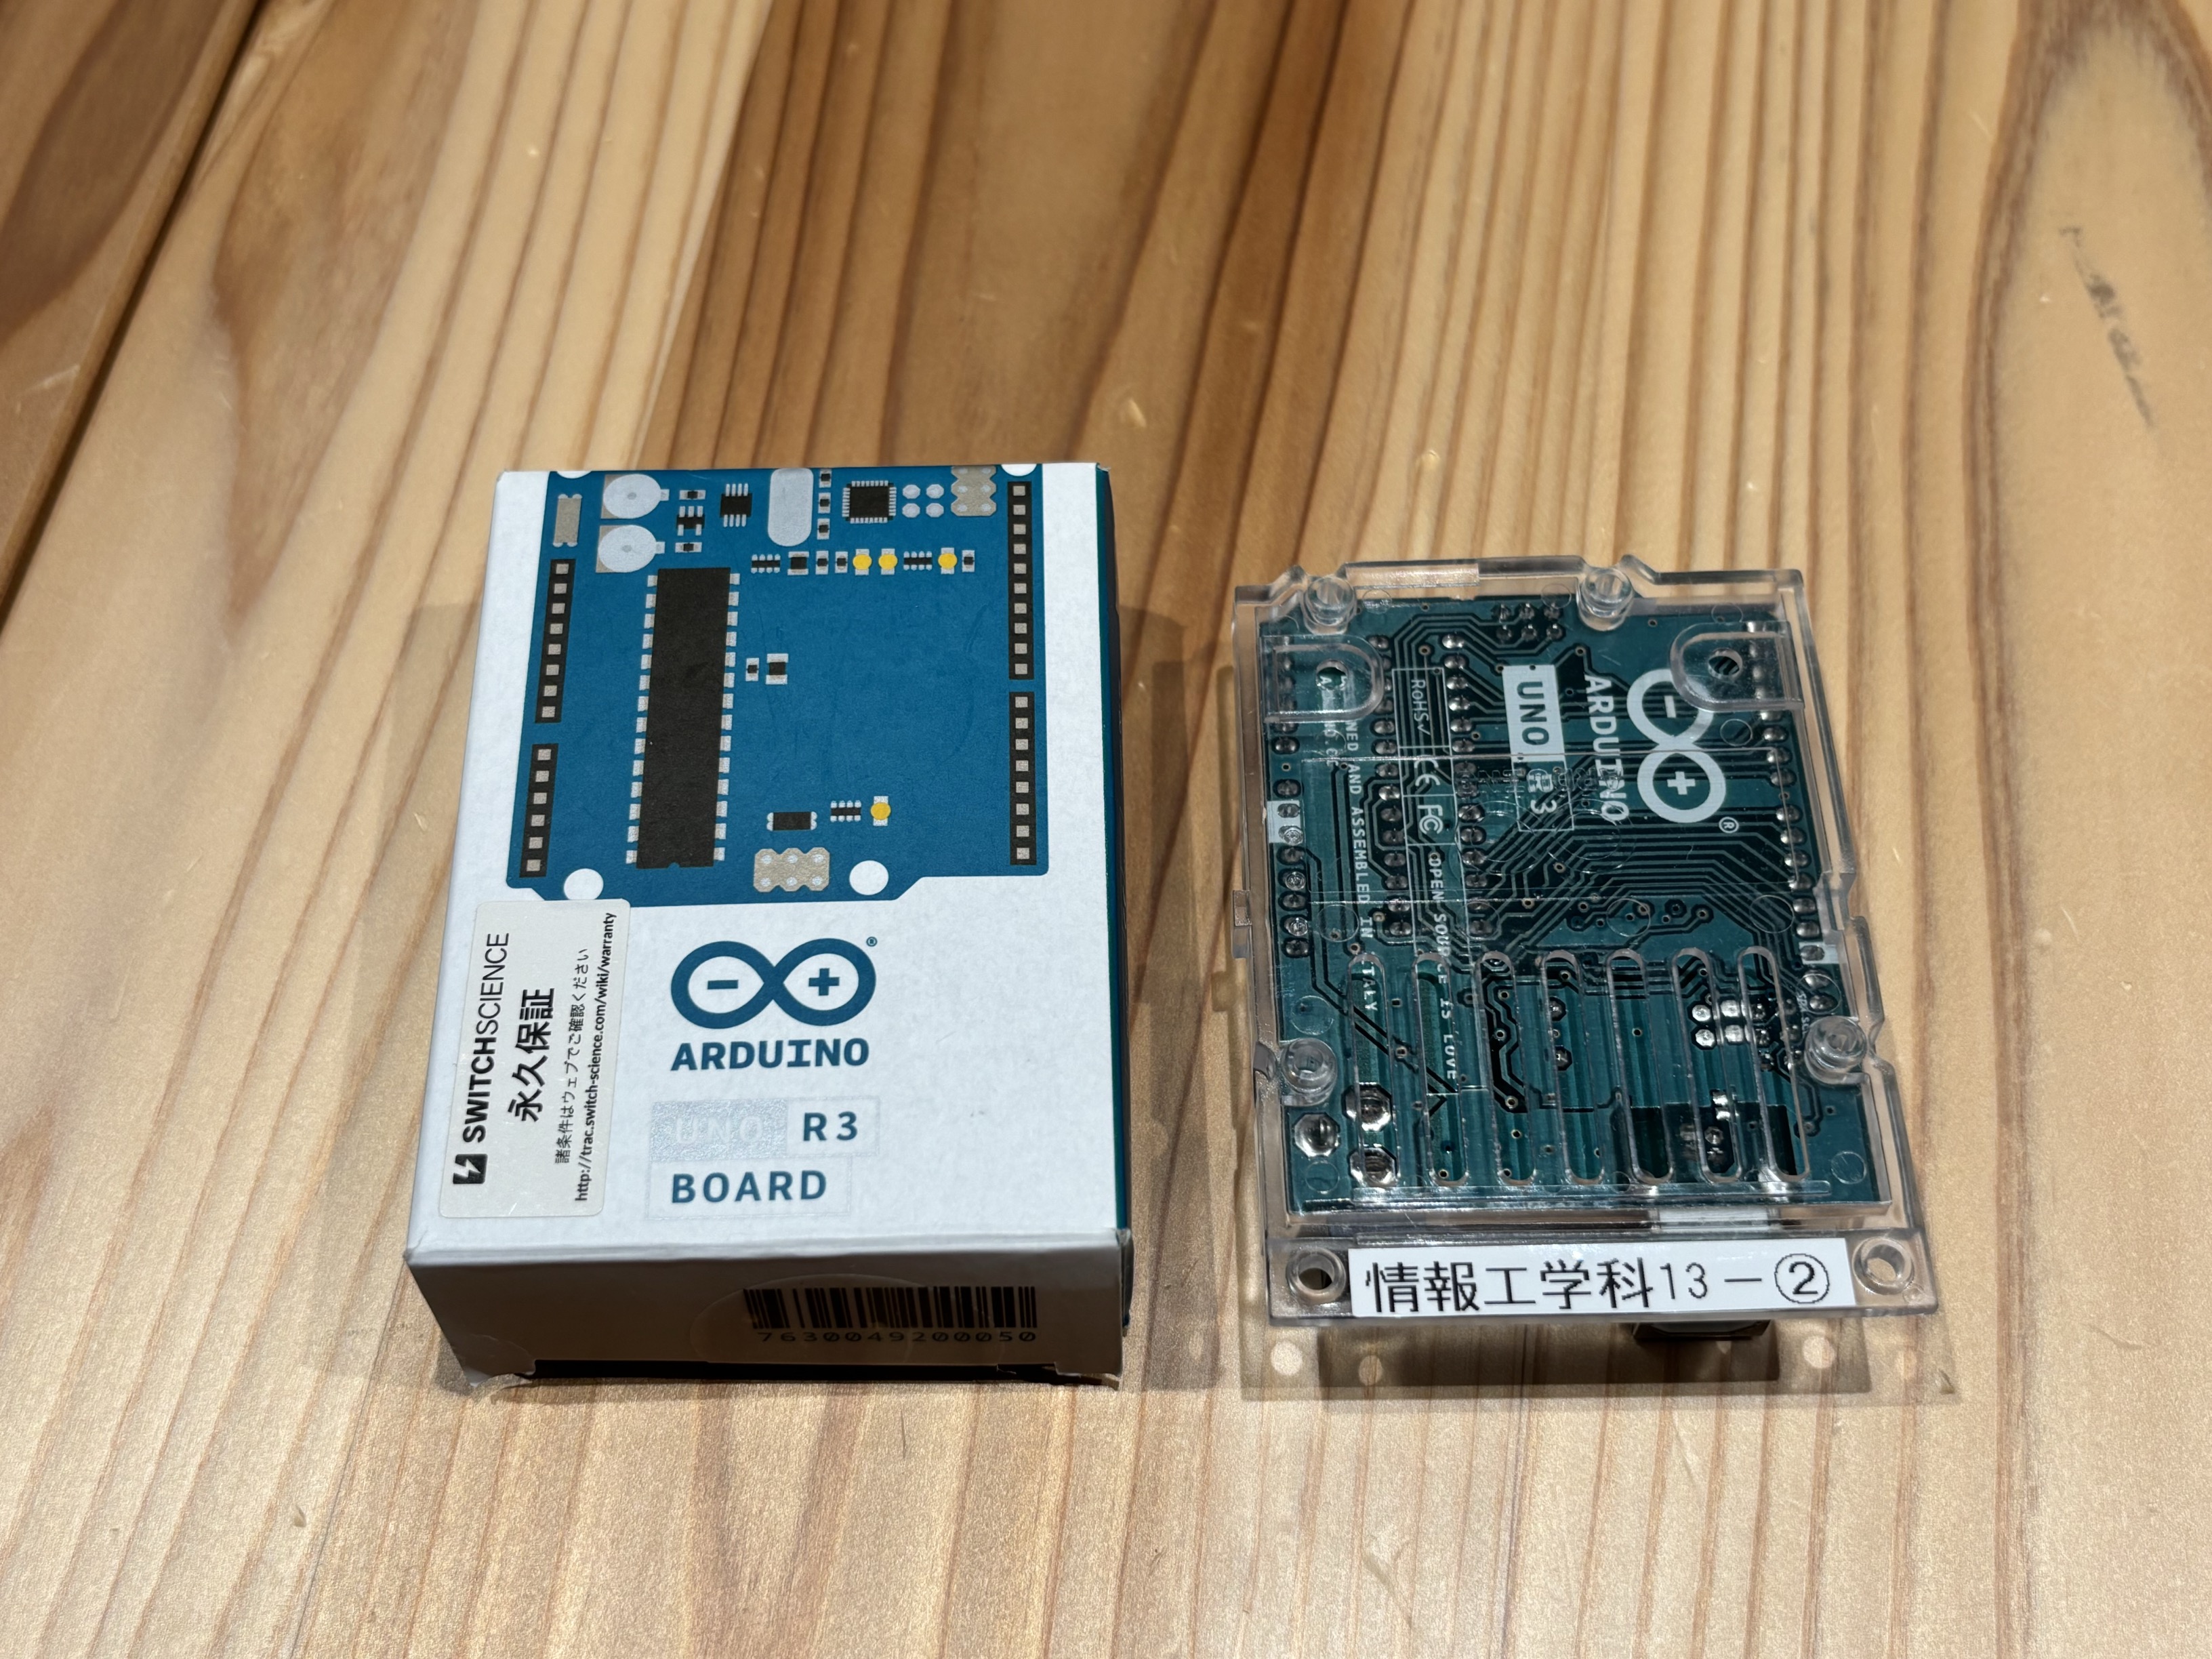 SWITCHSCIENCE
永久保証
諸条件はウェブでご確認ください
http://trac.switch-science.com/wiki/warranty
ARDUINO
UNO R3
BOARD
7630049200050
ARDUINO
UNO
R3
RoHS
CE FC
OPEN SOURCE IS LOVE
AND ASSEMBLED IN ITALY
情報工学科13-②